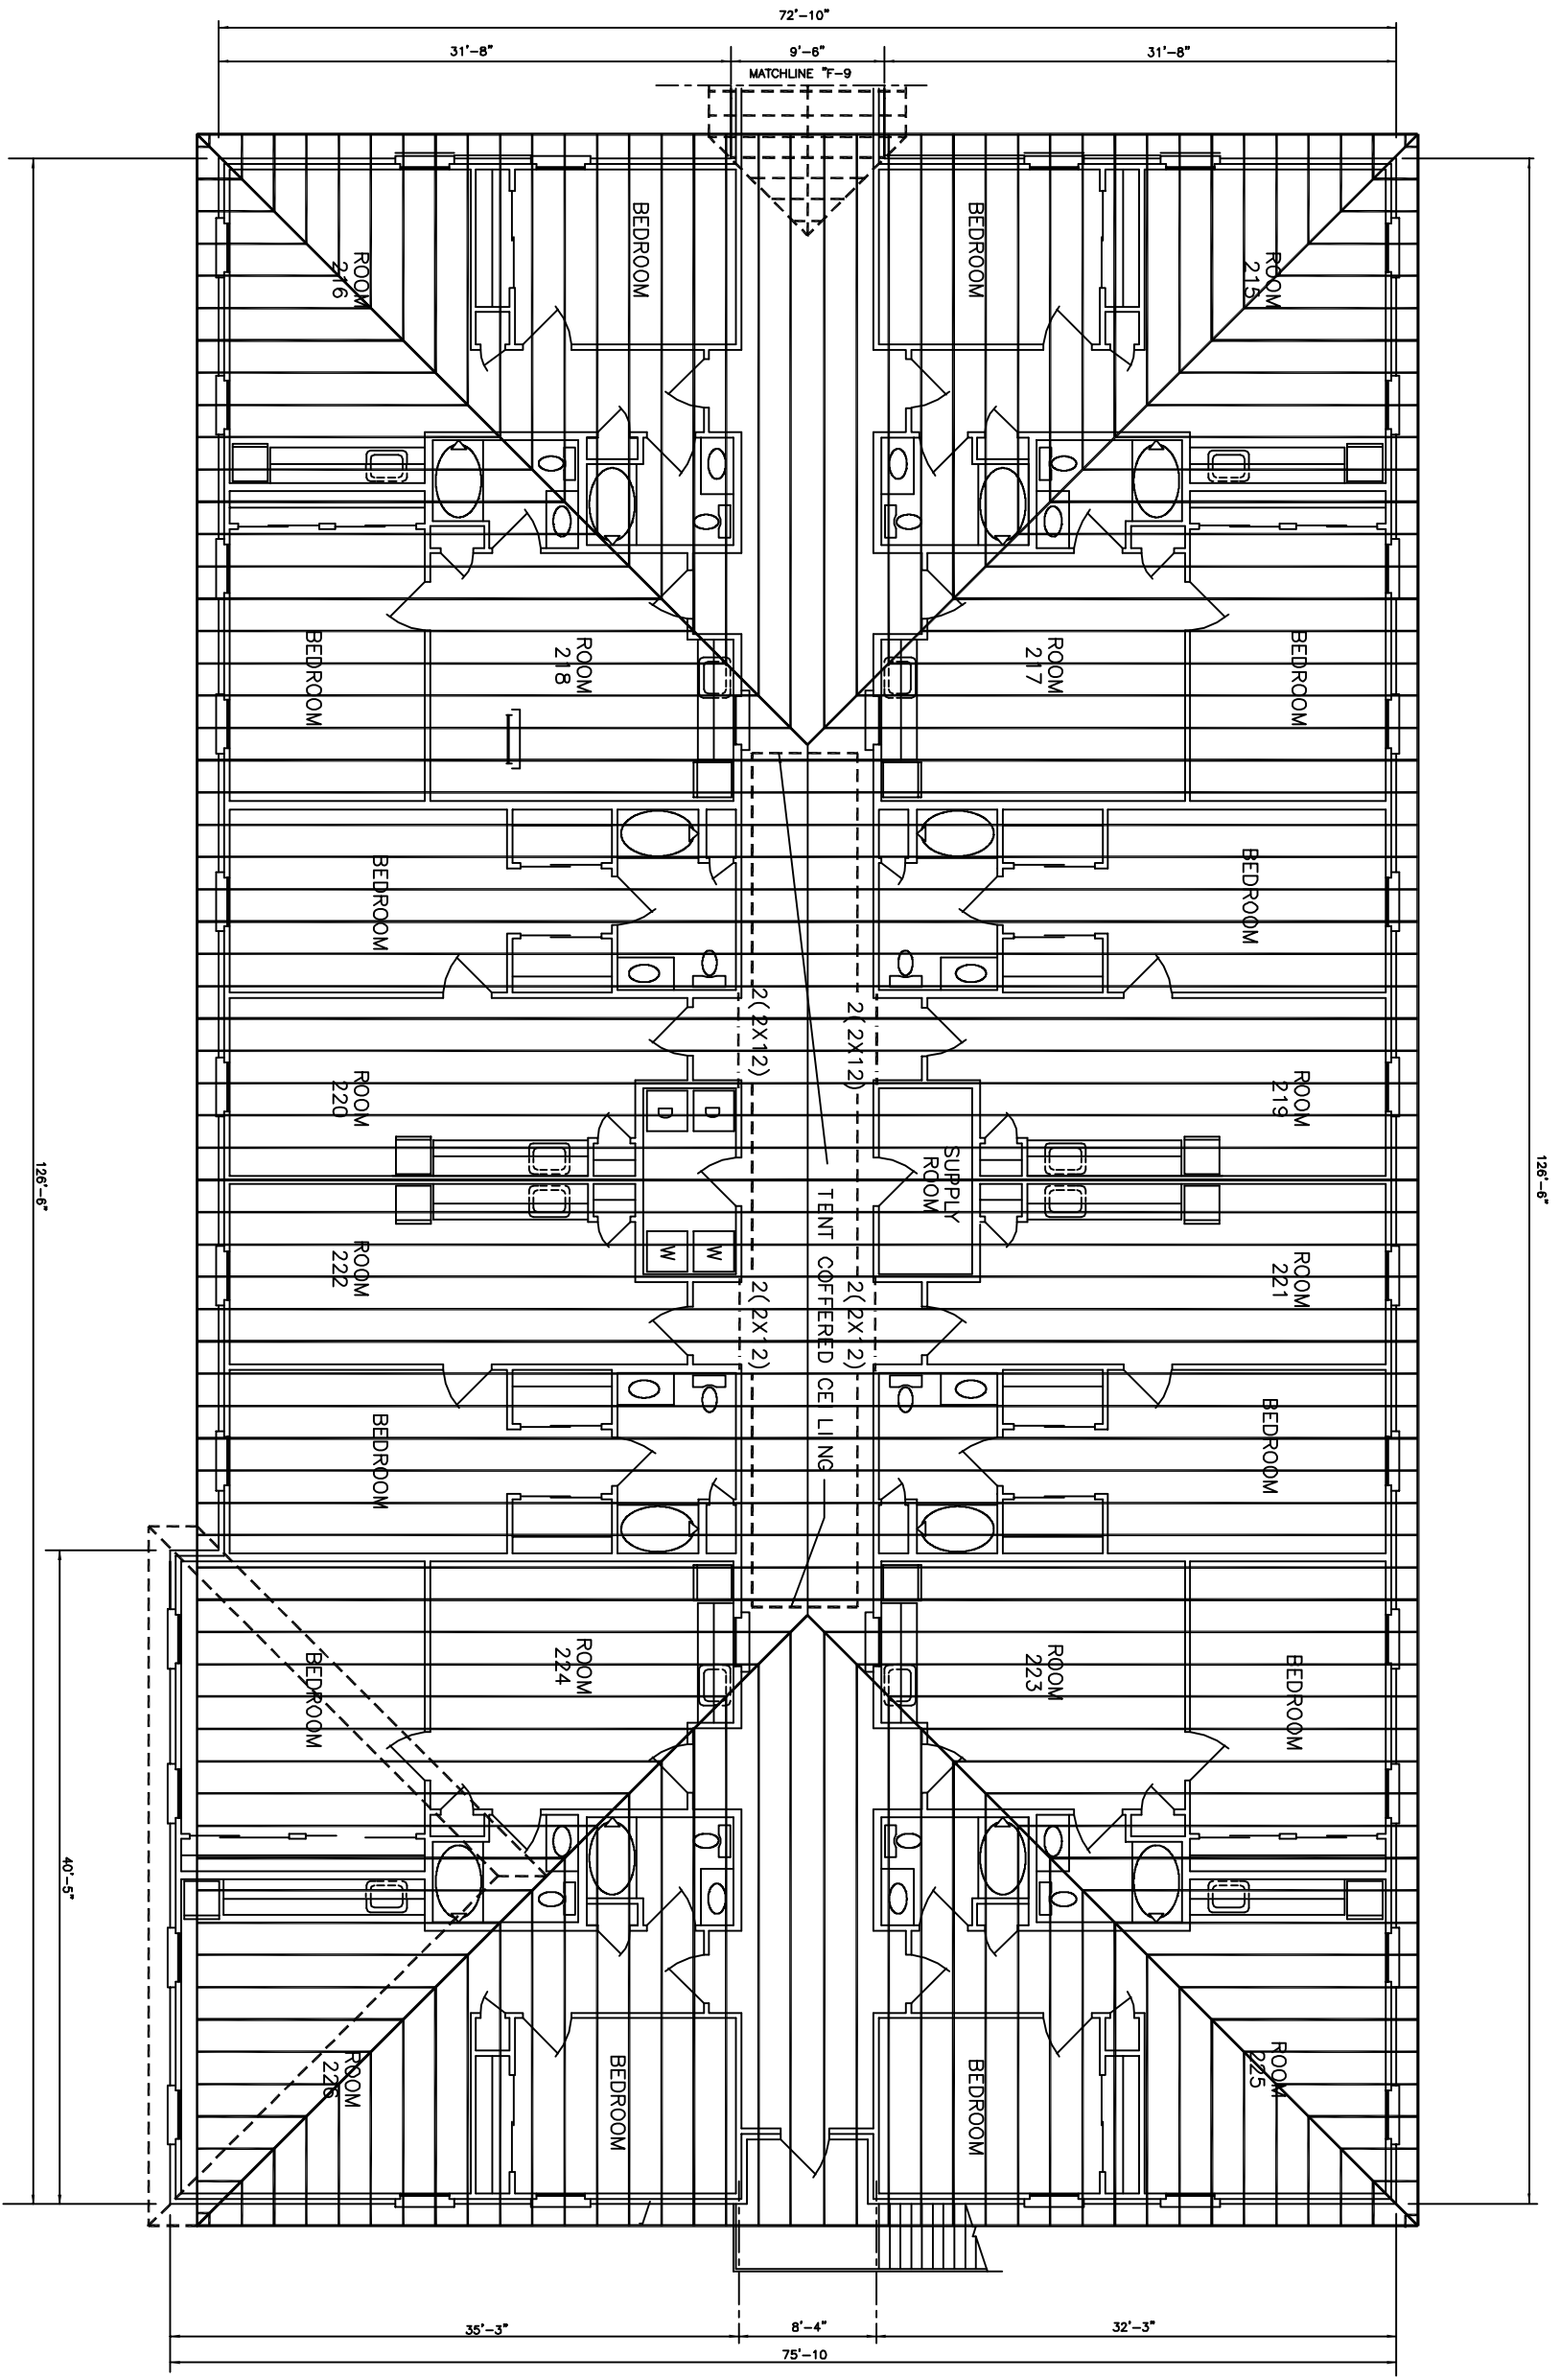 72'-10"
31'-8"
9'-6"
31'-8"
MATCHLINE "F-9
BEDROOM
BEDROOM
ROOM
216
ROOM
215
BEDROOM
ROOM
218
ROOM
217
BEDROOM
BEDROOM
BEDROOM
2(2X12)
2(2X12)
ROOM
220
D
D
ROOM
219
126'-6"
SUPPLY
ROOM
126'-6"
TENT COFFERED CEILING
ROOM
222
W
W
ROOM
221
2(2X12)
2(2X12)
BEDROOM
BEDROOM
BEDROOM
ROOM
224
ROOM
223
BEDROOM
40'-5"
ROOM
226
BEDROOM
BEDROOM
ROOM
225
35'-3"
8'-4"
32'-3"
75'-10